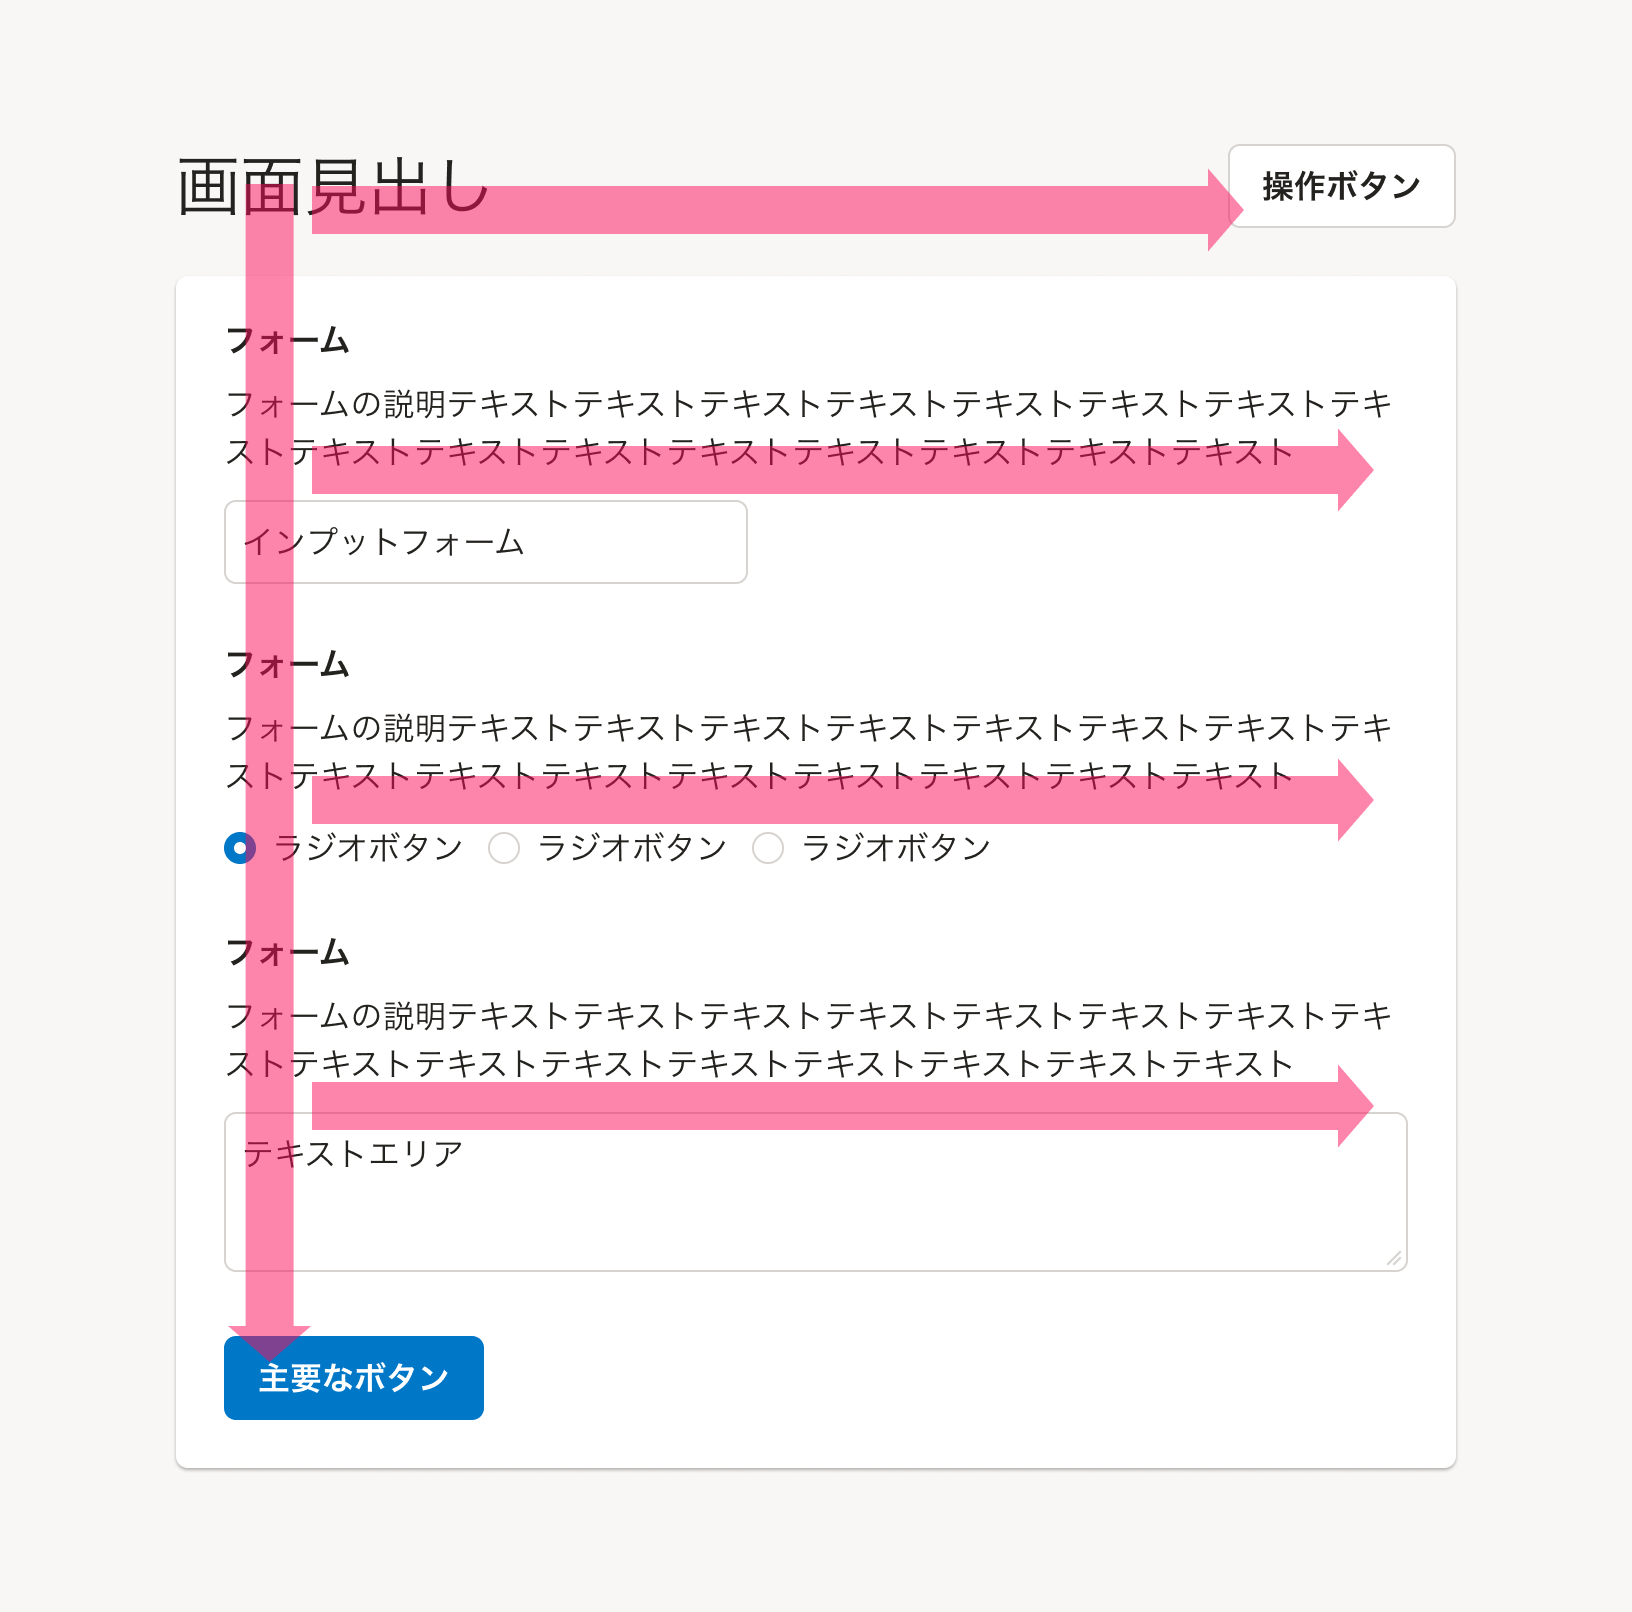 画面見出し
操作ボタン
フォーム
フォームの説明テキストテキストテキストテキストテキストテキストテキストテキ
ストテキストテキストテキストテキストテキストテキストテキストテキスト
インプットフォーム
フォーム
フォームの説明テキストテキストテキストテキストテキストテキストテキストテキ
ストテキストテキストテキストテキストテキストテキストテキストテキスト
ラジオボタン ラジオボタン ラジオボタン
フォーム
フォームの説明テキストテキストテキストテキストテキストテキストテキストテキ
ストテキストテキストテキストテキストテキストテキストテキストテキスト
テキストエリア
主要なボタン